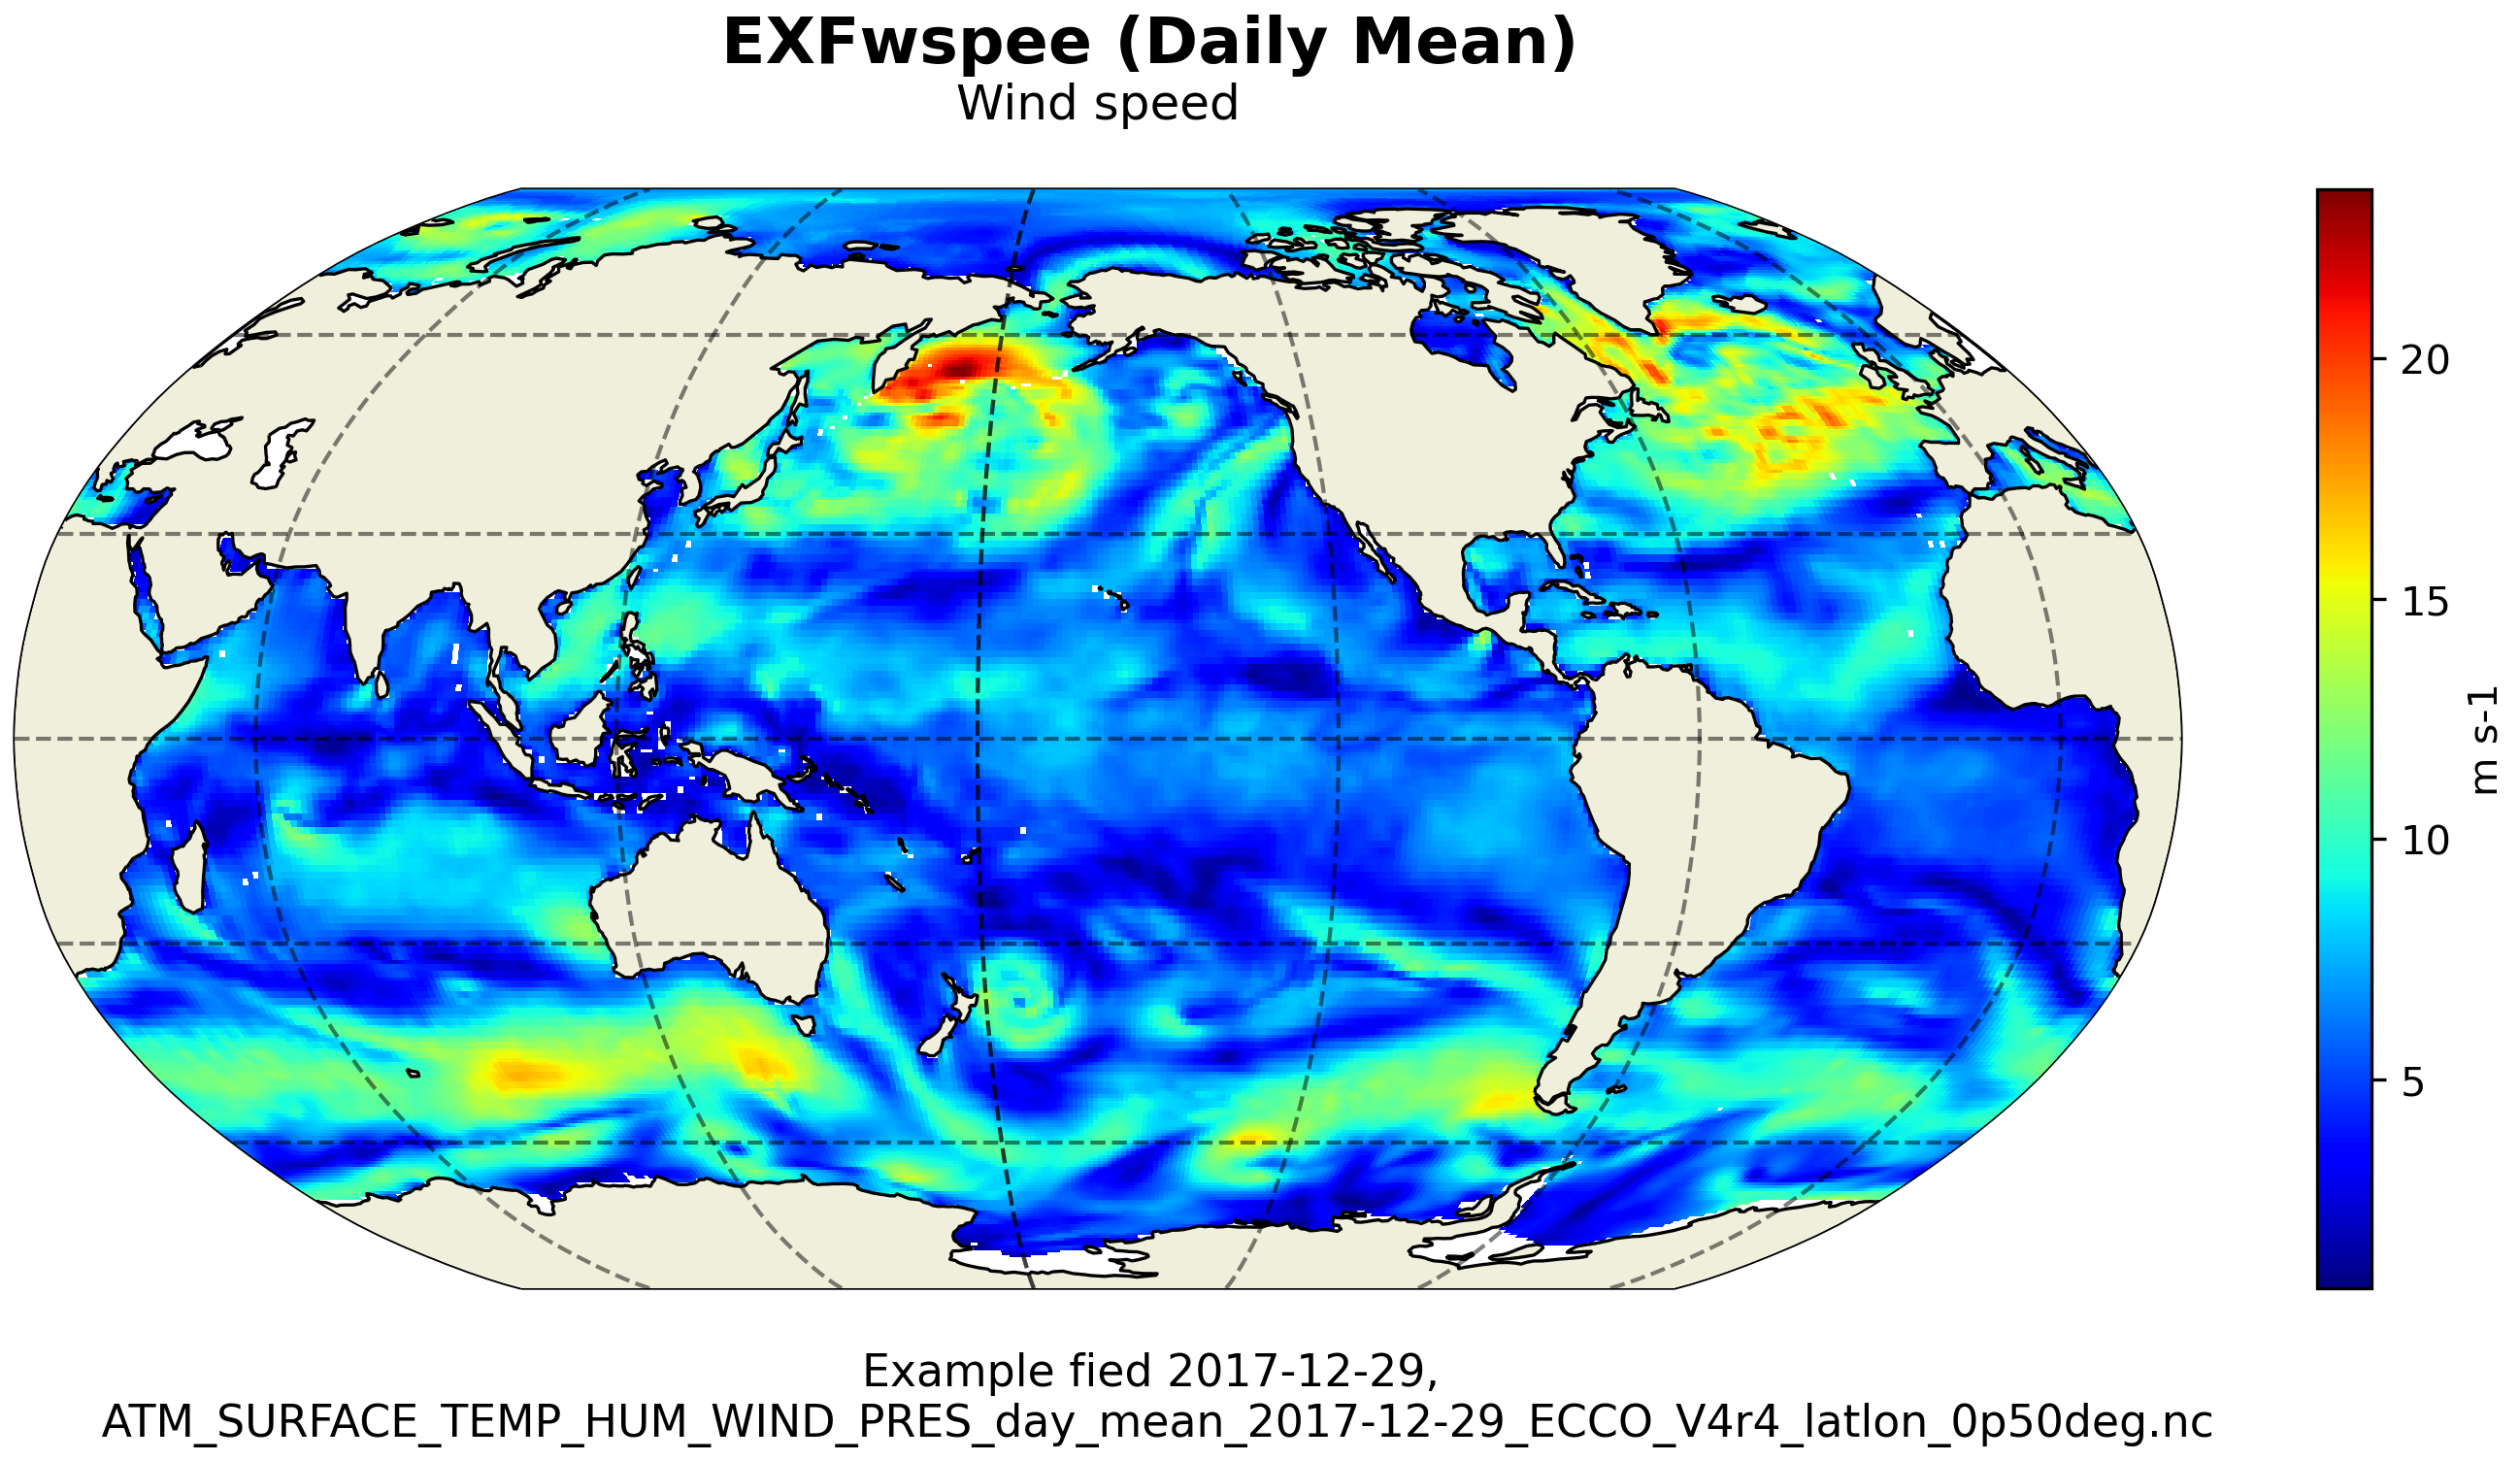 EXFwspee (Daily Mean)
Wind speed
20
15
10
5
m s-1
Example fied 2017-12-29,
ATM_SURFACE_TEMP_HUM_WIND_PRES_day_mean_2017-12-29_ECCO_V4r4_latlon_0p50deg.nc